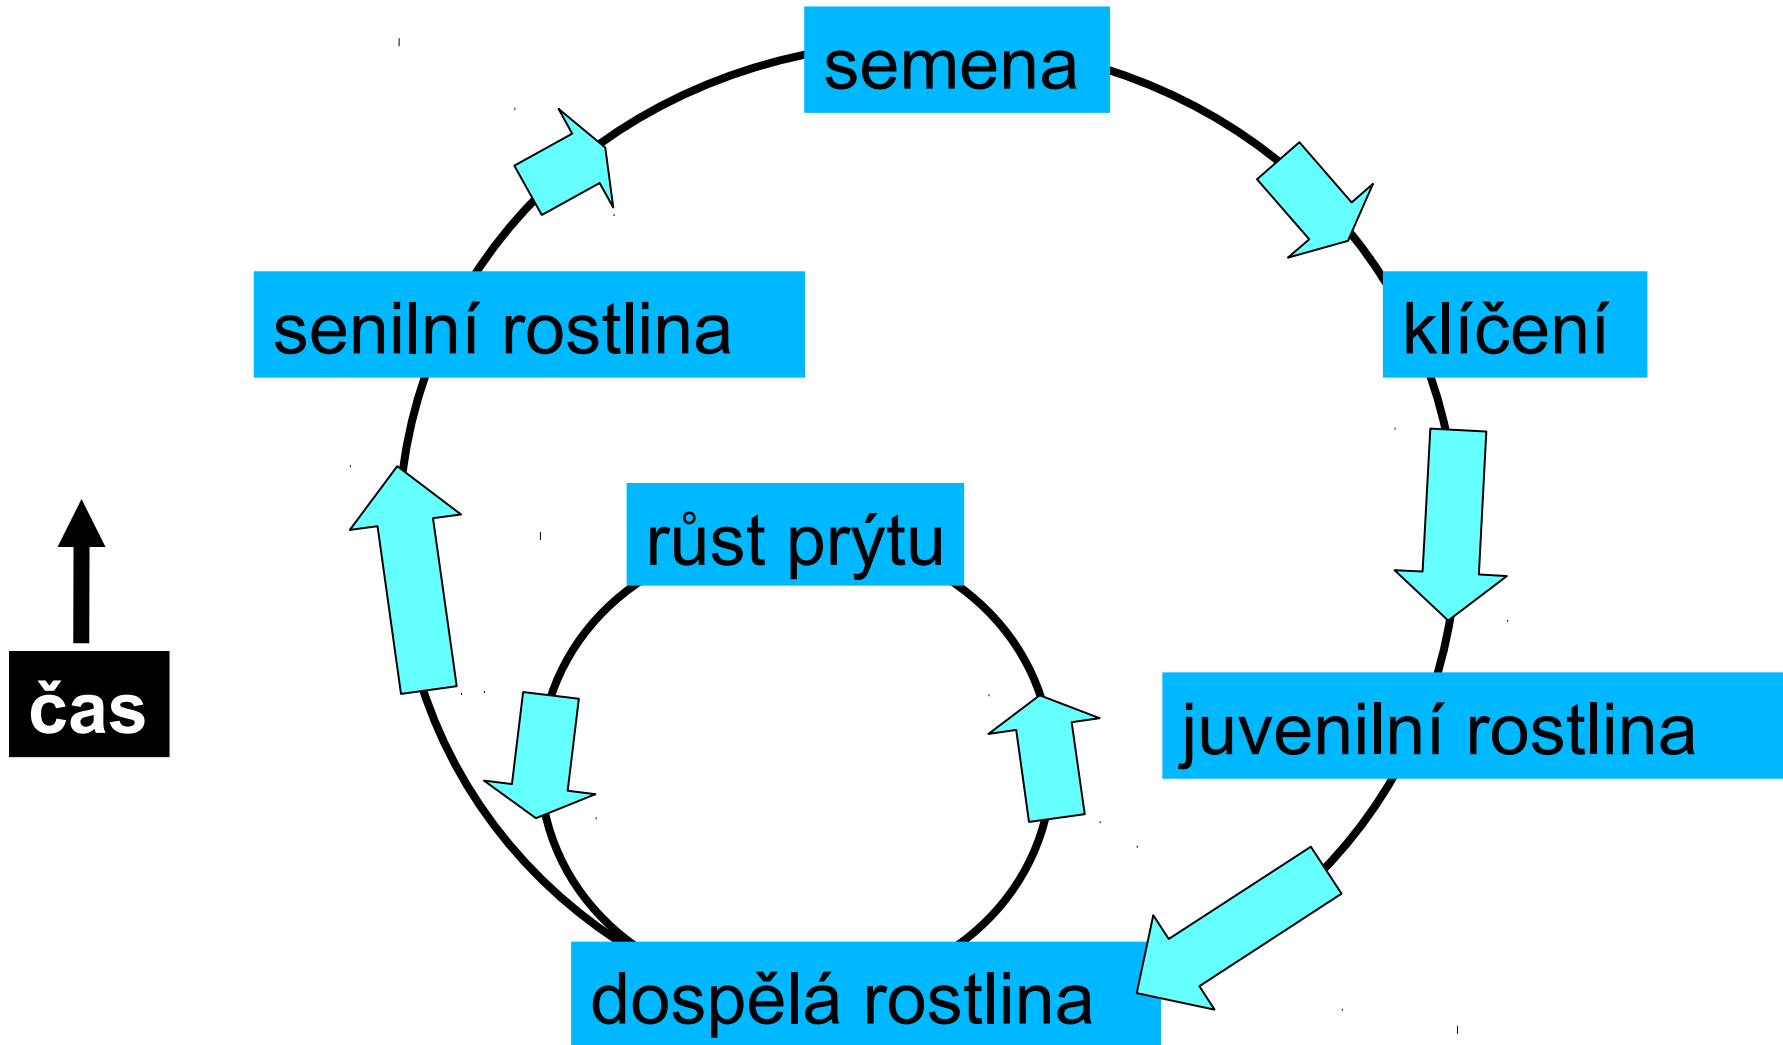 semena
senilní rostlina
klíčení
růst prýtu
čas
juvenilní rostlina
dospělá rostlina